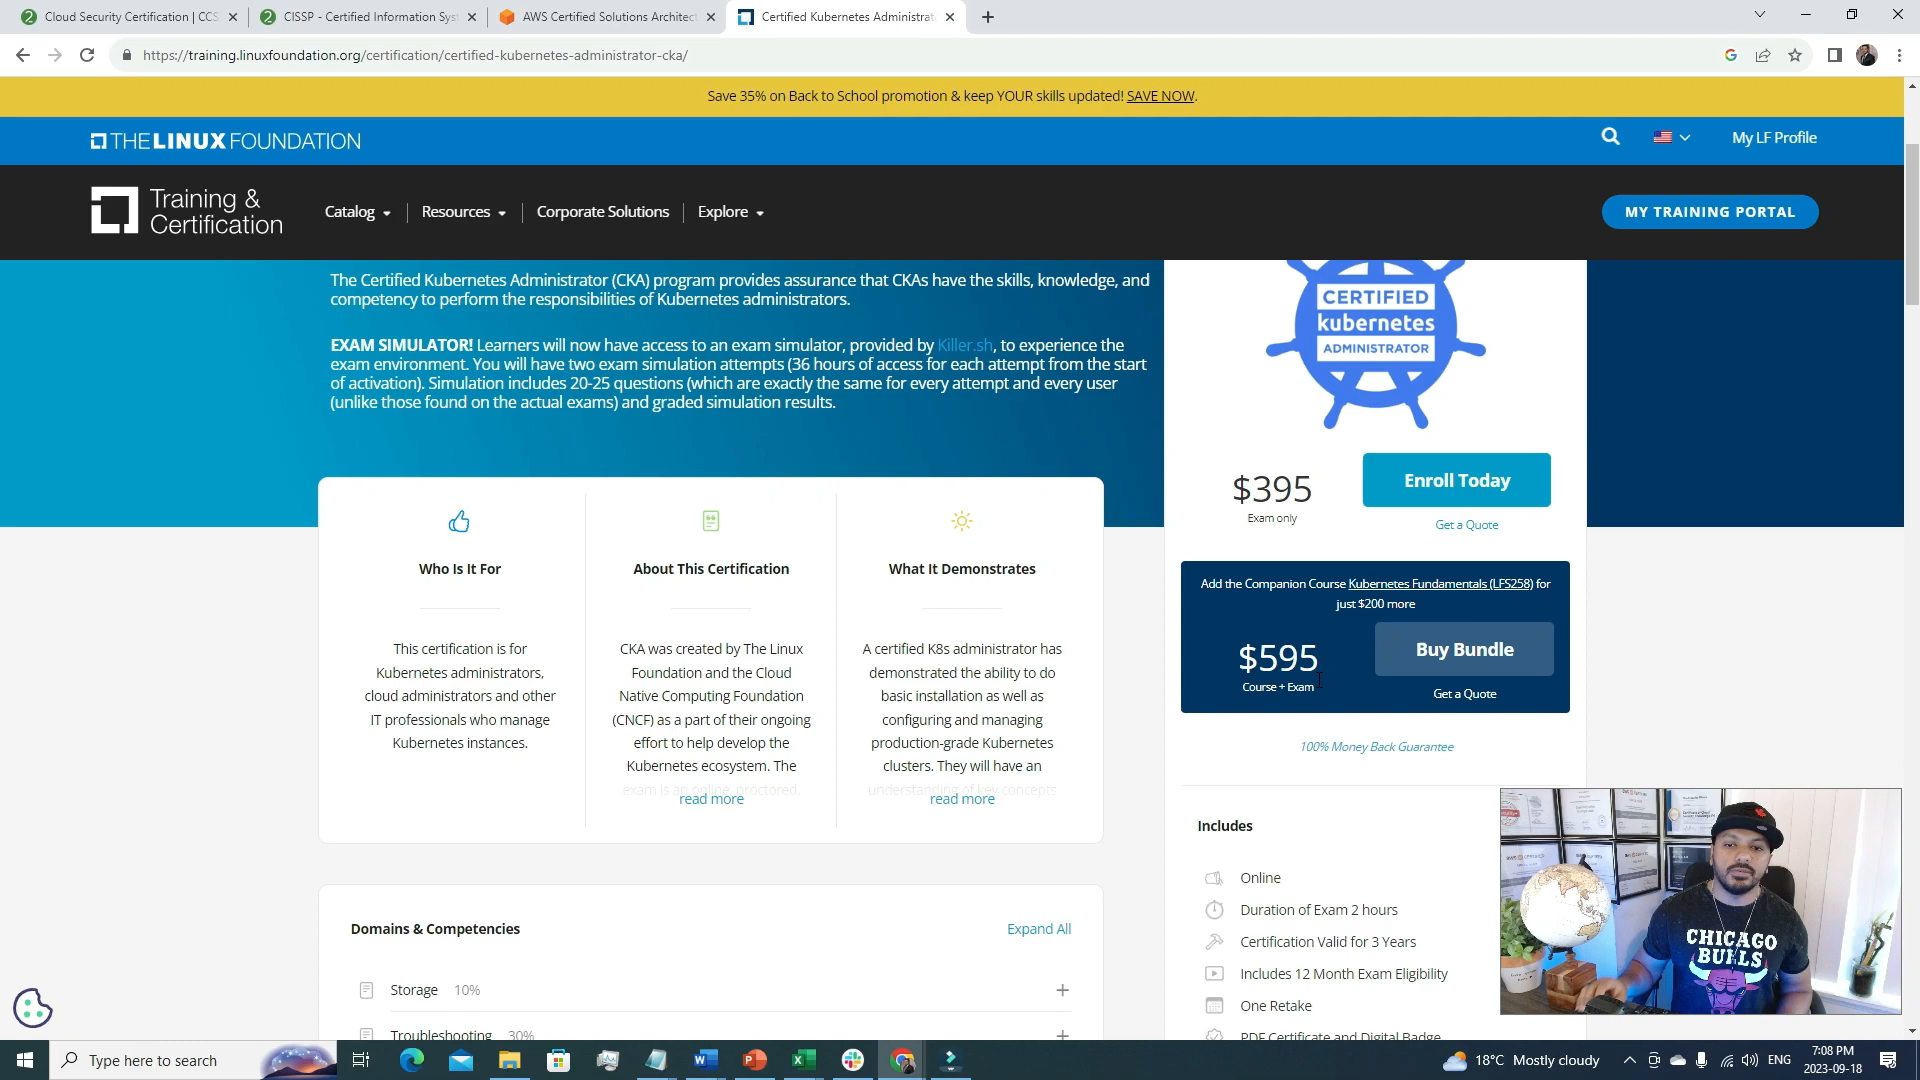 Cloud Security Certification | CCS
CISSP - Certified Information Sys
AWS Certified Solutions Architect
Certified Kubernetes Administrat
https://training.linuxfoundation.org/certification/certified-kubernetes-administrator-cka/
Save 35% on Back to School promotion & keep YOUR skills updated! SAVE NOW.
THE LINUX FOUNDATION
My LF Profile
Training &
Certification
Catalog
Resources
Corporate Solutions
Explore
MY TRAINING PORTAL
The Certified Kubernetes Administrator (CKA) program provides assurance that CKAs have the skills, knowledge, and
competency to perform the responsibilities of Kubernetes administrators.
EXAM SIMULATOR! Learners will now have access to an exam simulator, provided by Killer.sh, to experience the
exam environment. You will have two exam simulation attempts (36 hours of access for each attempt from the start
of activation). Simulation includes 20-25 questions (which are exactly the same for every attempt and every user
(unlike those found on the actual exams) and graded simulation results.
CERTIFIED
kubernetes
ADMINISTRATOR
$395
Exam only
Enroll Today
Get a Quote
Add the Companion Course Kubernetes Fundamentals (LFS258) for
just $200 more
$595
Course + Exam
Buy Bundle
Get a Quote
100% Money Back Guarantee
Who Is It For
This certification is for
Kubernetes administrators,
cloud administrators and other
IT professionals who manage
Kubernetes instances.
About This Certification
CKA was created by The Linux
Foundation and the Cloud
Native Computing Foundation
(CNCF) as a part of their ongoing
effort to help develop the
Kubernetes ecosystem. The
exam is an online, proctored,
read more
What It Demonstrates
A certified K8s administrator has
demonstrated the ability to do
basic installation as well as
configuring and managing
production-grade Kubernetes
clusters. They will have an
understanding of key concepts
read more
Includes
Online
Duration of Exam 2 hours
Certification Valid for 3 Years
Includes 12 Month Exam Eligibility
One Retake
PDF Certificate and Digital Badge
Domains & Competencies
Expand All
Storage 10%
Troubleshooting 30%
CHICAGO
BULLS
Type here to search
18°C Mostly cloudy
ENG
7:08 PM
2023-09-18